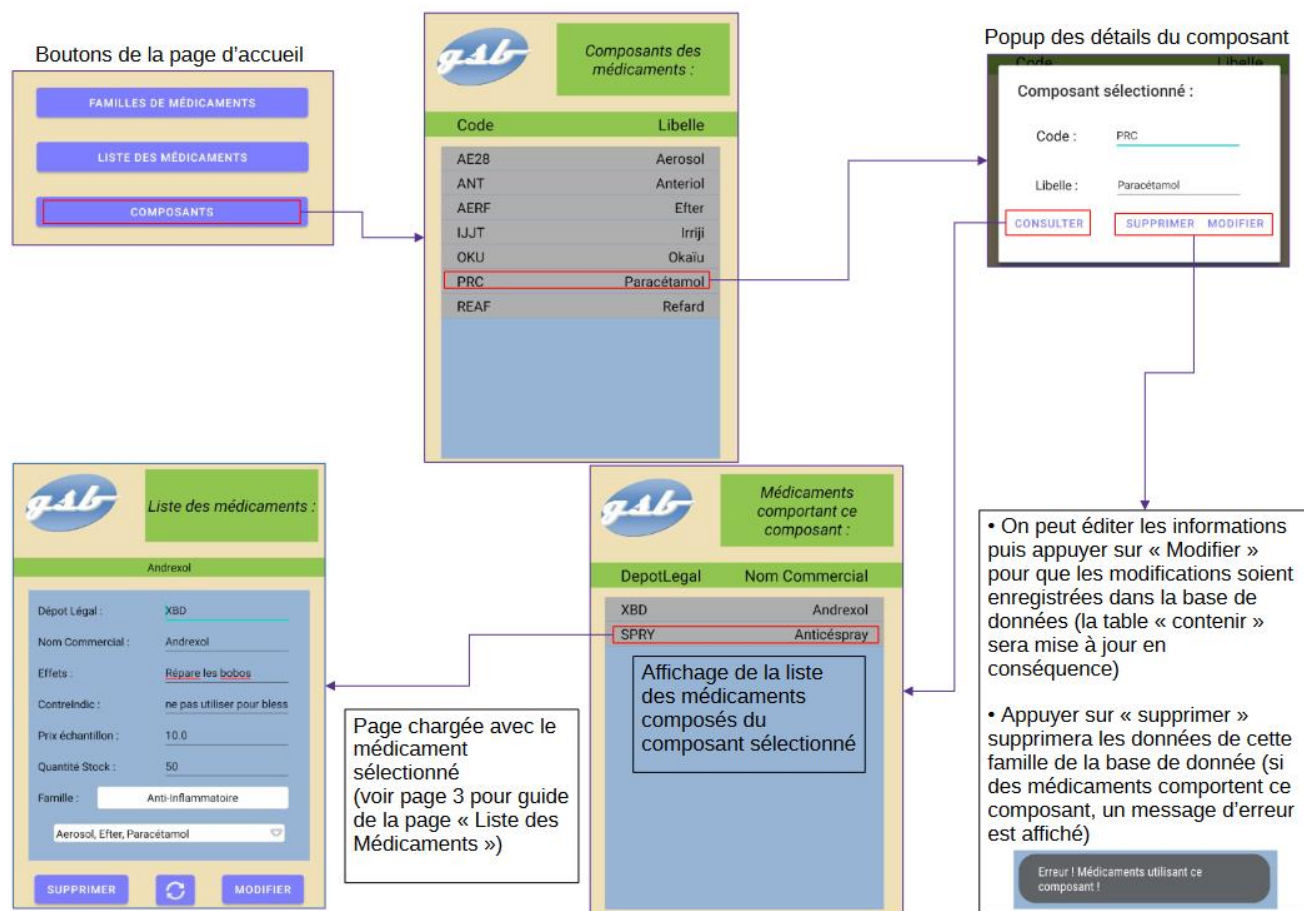 Boutons de la page d'accueil
FAMILLES DE MÉDICAMENTS
LISTE DES MÉDICAMENTS
COMPOSANTS
gsb
Composants des
médicaments :
Code Libelle
AE28 Aerosol
ANT Anteriol
AERF Efter
IJJT Irriji
OKU Okaïu
PRC Paracétamol
REAF Refard
Popup des détails du composant
Code Libelle
Composant sélectionné :
Code : PRC
Libelle : Paracétamol
CONSULTER SUPPRIMER MODIFIER
gsb
Liste des médicaments :
Andrexol
Dépot Légal : XBD
Nom Commercial : Andrexol
Effets : Répare les bobos
ContreIndic : ne pas utiliser pour bless
Prix échantillon : 10.0
Quantité Stock : 50
Famille : Anti-inflammatoire
Aerosol, Efter, Paracétamol
SUPPRIMER MODIFIER
Page chargée avec le
médicament
sélectionné
(voir page 3 pour guide
de la page « Liste des
Médicaments »)
gsb
Médicaments
comportant ce
composant :
DepotLegal Nom Commercial
XBD Andrexol
SPRY Anticéspray
Affichage de la liste
des médicaments
composés du
composant sélectionné
• On peut éditer les informations
puis appuyer sur « Modifier »
pour que les modifications soient
enregistrées dans la base de
données (la table « contenir »
sera mise à jour en
conséquence)
• Appuyer sur « supprimer »
supprimera les données de cette
famille de la base de donnée (si
des médicaments comportent ce
composant, un message d'erreur
est affiché)
Erreur ! Médicaments utilisant ce
composant !